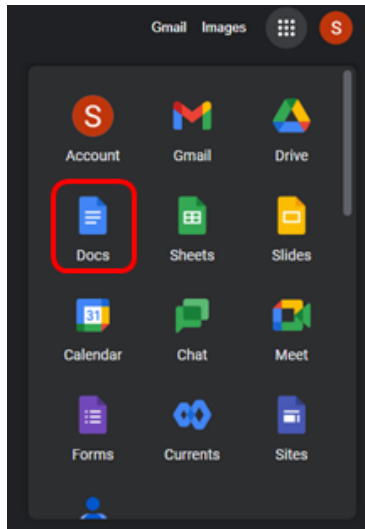 Gmail Images S
S
Account Gmail Drive
Docs Sheets Slides
31
Calendar Chat Meet
Forms Currents Sites